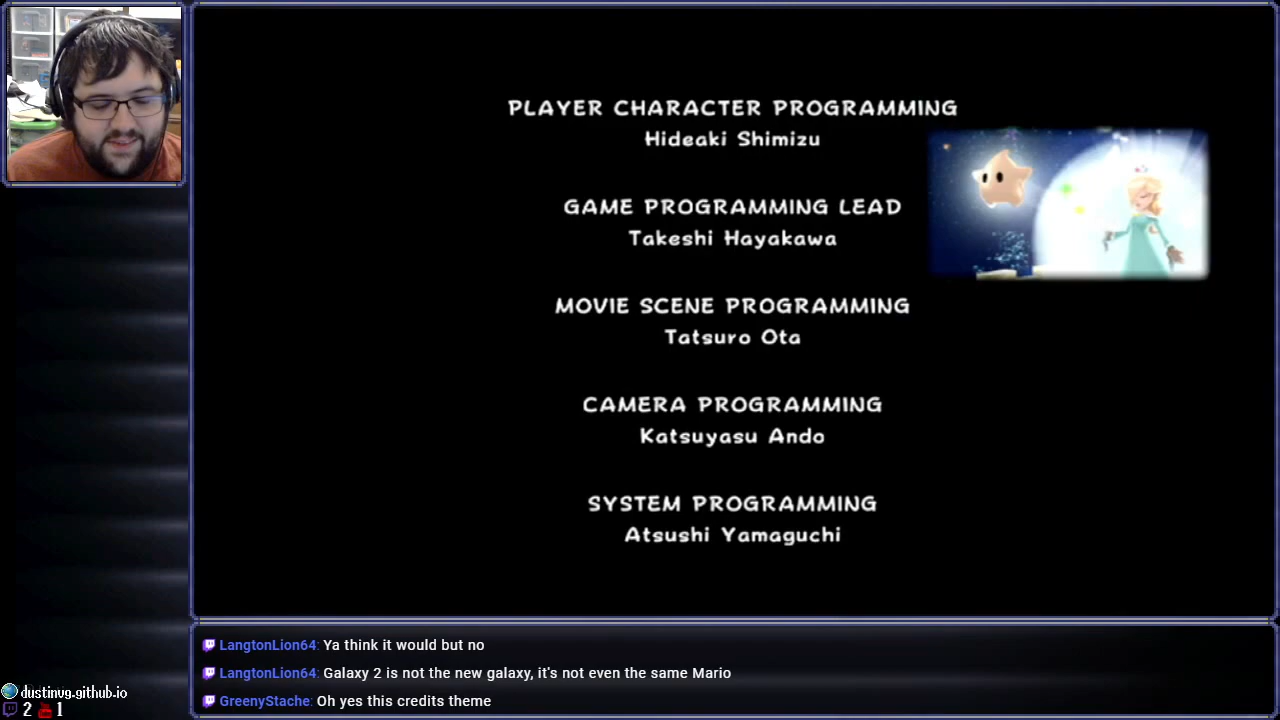 PLAYER CHARACTER PROGRAMMING
Hideaki Shimizu
GAME PROGRAMMING LEAD
Takeshi Hayakawa
MOVIE SCENE PROGRAMMING
Tatsuro Ota
CAMERA PROGRAMMING
Katsuyasu Ando
SYSTEM PROGRAMMING
Atsushi Yamaguchi
LangtonLion64: Ya think it would but no
LangtonLion64: Galaxy 2 is not the new galaxy, it's not even the same Mario
GreenyStache: Oh yes this credits theme
dustinvg.github.io
2 1